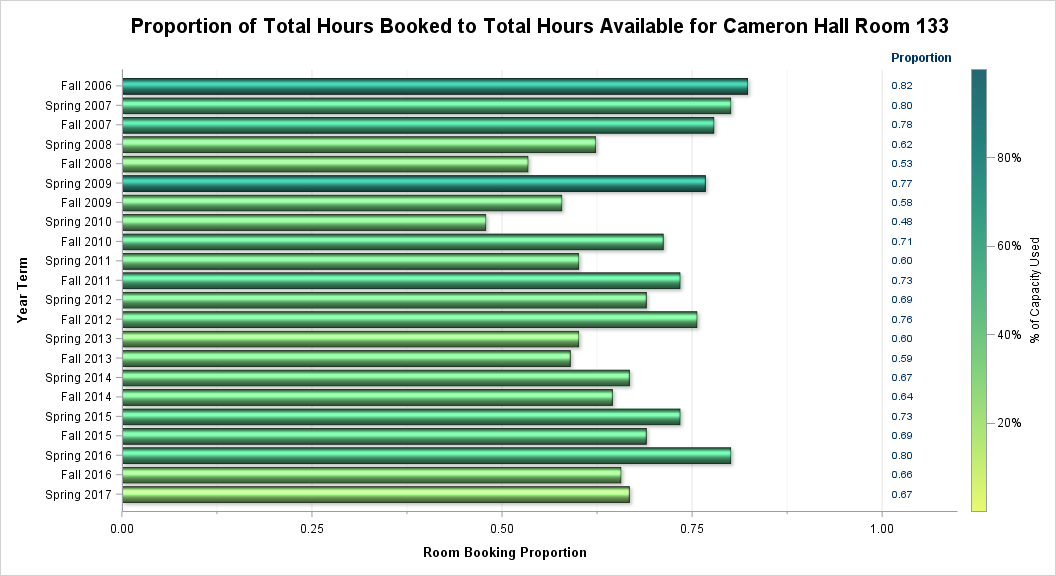 Proportion of Total Hours Booked to Total Hours Available for Cameron Hall Room 133
Proportion
Fall 2006 0.82
Spring 2007 0.80
Fall 2007 0.78
Spring 2008 0.62
Fall 2008 0.53
Spring 2009 0.77
Fall 2009 0.58
Spring 2010 0.48
Fall 2010 0.71
Spring 2011 0.60
Fall 2011 0.73
Spring 2012 0.69
Fall 2012 0.76
Spring 2013 0.60
Fall 2013 0.59
Spring 2014 0.67
Fall 2014 0.64
Spring 2015 0.73
Fall 2015 0.69
Spring 2016 0.80
Fall 2016 0.66
Spring 2017 0.67
Year Term
0.00 0.25 0.50 0.75 1.00
Room Booking Proportion
80%
60%
40%
20%
% of Capacity Used